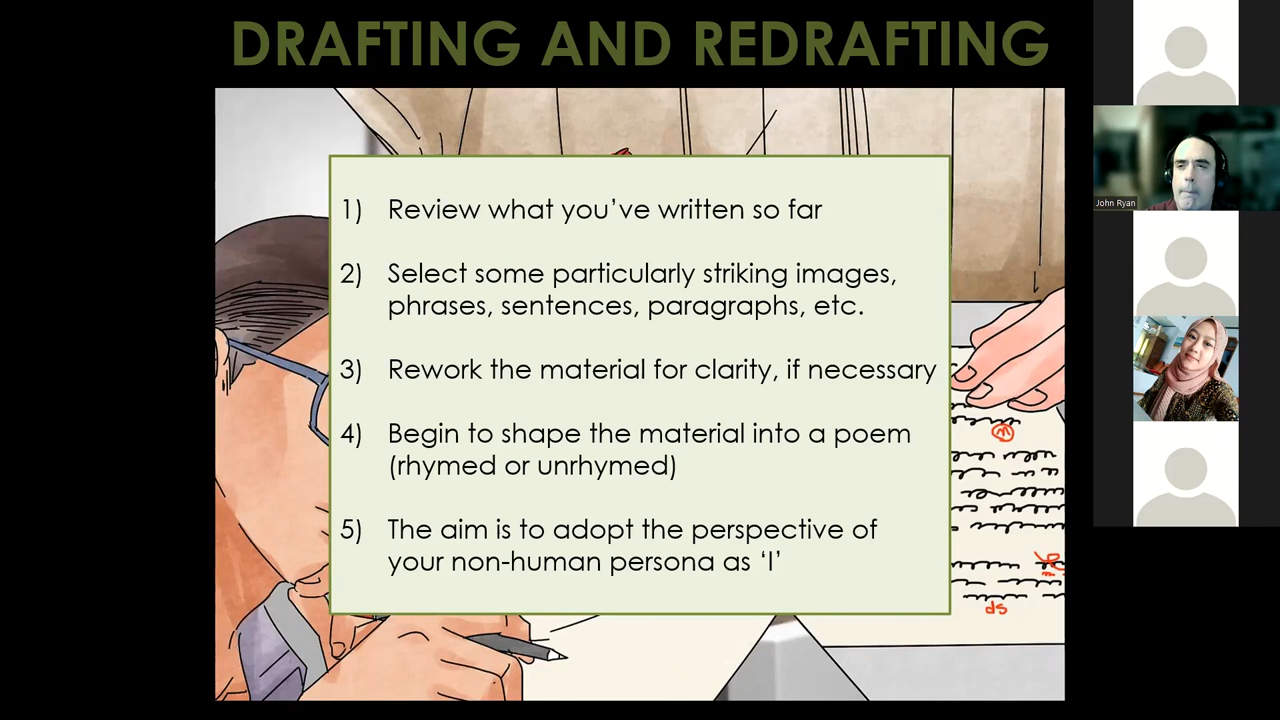 DRAFTING AND REDRAFTING
1) Review what you’ve written so far
2) Select some particularly striking images,
phrases, sentences, paragraphs, etc.
3) Rework the material for clarity, if necessary
4) Begin to shape the material into a poem
(rhymed or unrhymed)
5) The aim is to adopt the perspective of
your non-human persona as ‘I’
ds
John Ryan